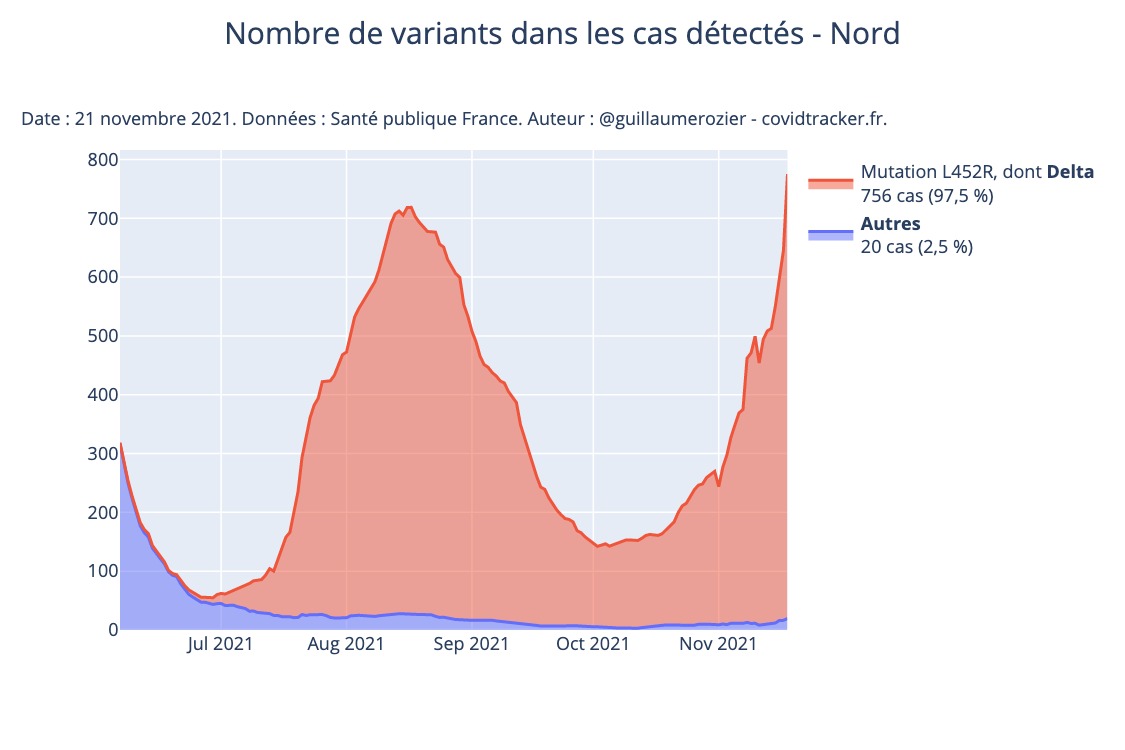 Nombre de variants dans les cas détectés - Nord
Date : 21 novembre 2021. Données : Santé publique France. Auteur : @guillaumerozier - covidtracker.fr.
800
700
600
500
400
300
200
100
0
Jul 2021
Aug 2021
Sep 2021
Oct 2021
Nov 2021
Mutation L452R, dont Delta
756 cas (97,5 %)
Autres
20 cas (2,5 %)